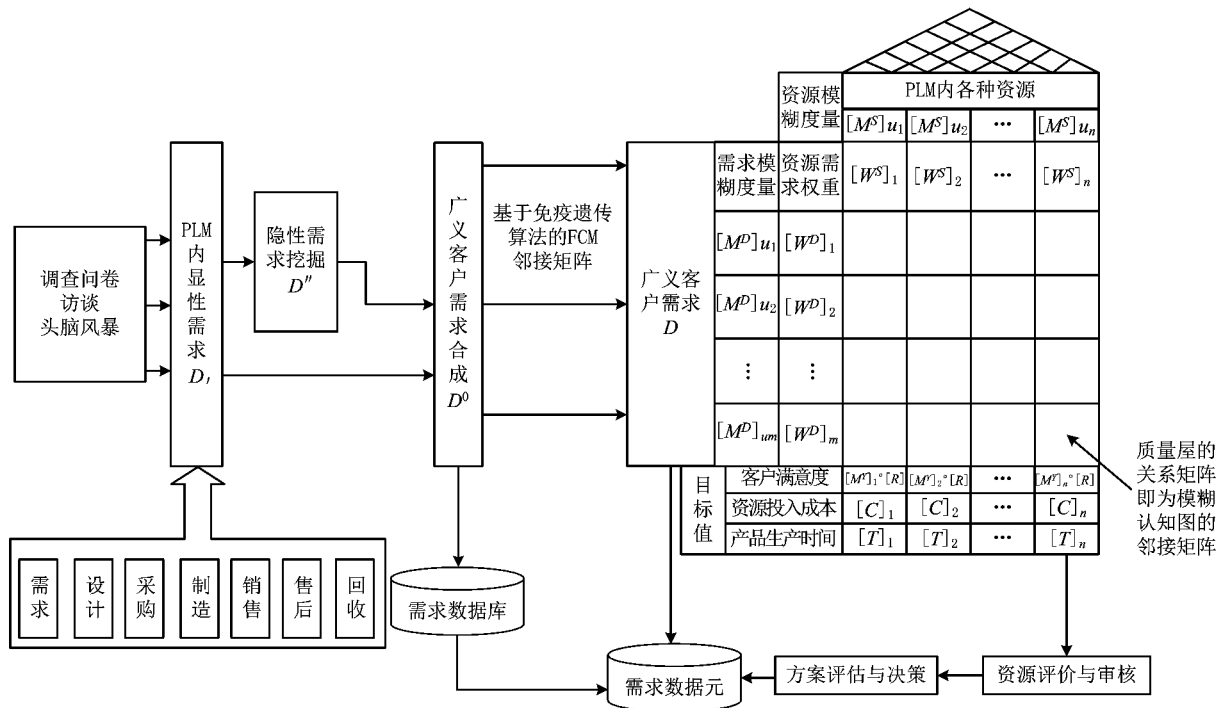 调查问卷
访谈
头脑风暴
PLM
内
显
性
需
求
D₁
隐性需
求挖掘
D″
广
义
客
户
需
求
合
成
D⁰
基于免疫遗传
算法的FCM
邻接矩阵
广义客
户需求
D
资源模
糊度量
PLM内各种资源
[Mˢ]u₁ [Mˢ]u₂ … [Mˢ]uₙ
需求模
糊度量
资源需
求权重
[Wˢ]₁ [Wˢ]₂ … [Wˢ]ₙ
[Mᴰ]u₁ [Wᴰ]₁
[Mᴰ]u₂ [Wᴰ]₂
⋮ ⋮
[Mᴰ]ᵤₘ [Wᴰ]ₘ
目
标
值
客户满意度 [Mʸ]₁°[R] [Mʸ]₂°[R] … [Mʸ]ₙ°[R]
资源投入成本 [C]₁ [C]₂ … [C]ₙ
产品生产时间 [T]₁ [T]₂ … [T]ₙ
质量屋的
关系矩阵
即为模糊
认知图的
邻接矩阵
需求
设计
采购
制造
销售
售后
回收
需求数据库
需求数据元
方案评估与决策
资源评价与审核